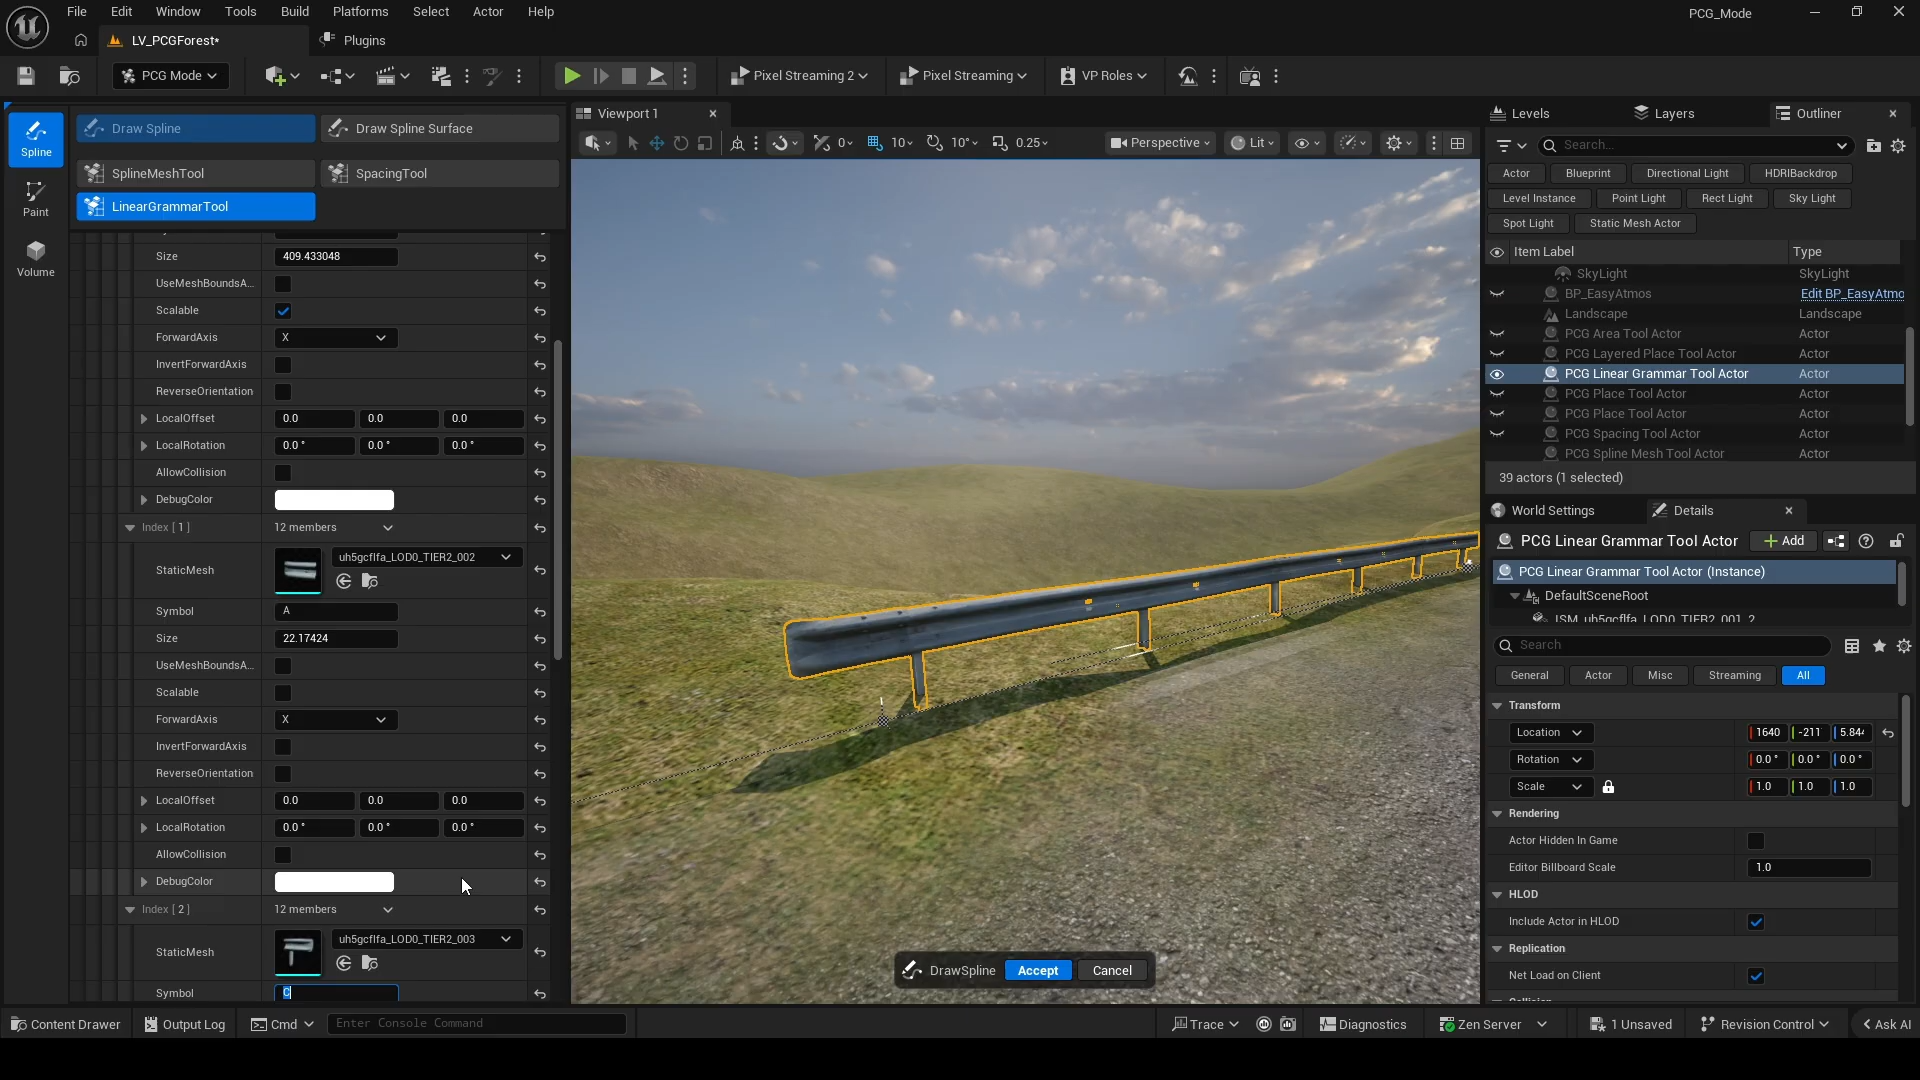 File Edit Window Tools Build Platforms Select Actor Help
PCG_Mode
LV_PCGForest*
Plugins
PCG Mode
Pixel Streaming 2
Pixel Streaming
VP Roles
Spline
Paint
Volume
Draw Spline
Draw Spline Surface
SplineMeshTool
SpacingTool
LinearGrammarTool
Size 409.433048
UseMeshBoundsA...
Scalable
ForwardAxis X
InvertForwardAxis
ReverseOrientation
LocalOffset 0.0 0.0 0.0
LocalRotation 0.0 ° 0.0 ° 0.0 °
AllowCollision
DebugColor
Index [ 1 ] 12 members
StaticMesh uh5gcflfa_LOD0_TIER2_002
Symbol A
Size 22.17424
UseMeshBoundsA...
Scalable
ForwardAxis X
InvertForwardAxis
ReverseOrientation
LocalOffset 0.0 0.0 0.0
LocalRotation 0.0 ° 0.0 ° 0.0 °
AllowCollision
DebugColor
Index [ 2 ] 12 members
StaticMesh uh5gcflfa_LOD0_TIER2_003
Symbol C
Viewport 1
0 10 10° 0.25
Perspective
Lit
DrawSpline Accept Cancel
Levels Layers Outliner
Search...
Actor Blueprint Directional Light HDRIBackdrop
Level Instance Point Light Rect Light Sky Light
Spot Light Static Mesh Actor
Item Label Type
SkyLight SkyLight
BP_EasyAtmos Edit BP_EasyAtmo
Landscape Landscape
PCG Area Tool Actor Actor
PCG Layered Place Tool Actor Actor
PCG Linear Grammar Tool Actor Actor
PCG Place Tool Actor Actor
PCG Place Tool Actor Actor
PCG Spacing Tool Actor Actor
PCG Spline Mesh Tool Actor Actor
39 actors (1 selected)
World Settings Details
PCG Linear Grammar Tool Actor Add
PCG Linear Grammar Tool Actor (Instance)
DefaultSceneRoot
ISM_uh5gcflfa_LOD0_TIER2_001_2
Search
General Actor Misc Streaming All
Transform
Location 1640 -211 5.844
Rotation 0.0 ° 0.0 ° 0.0 °
Scale 1.0 1.0 1.0
Rendering
Actor Hidden In Game
Editor Billboard Scale 1.0
HLOD
Include Actor in HLOD
Replication
Net Load on Client
Collision
Content Drawer Output Log Cmd Enter Console Command
Trace Diagnostics Zen Server 1 Unsaved Revision Control Ask AI